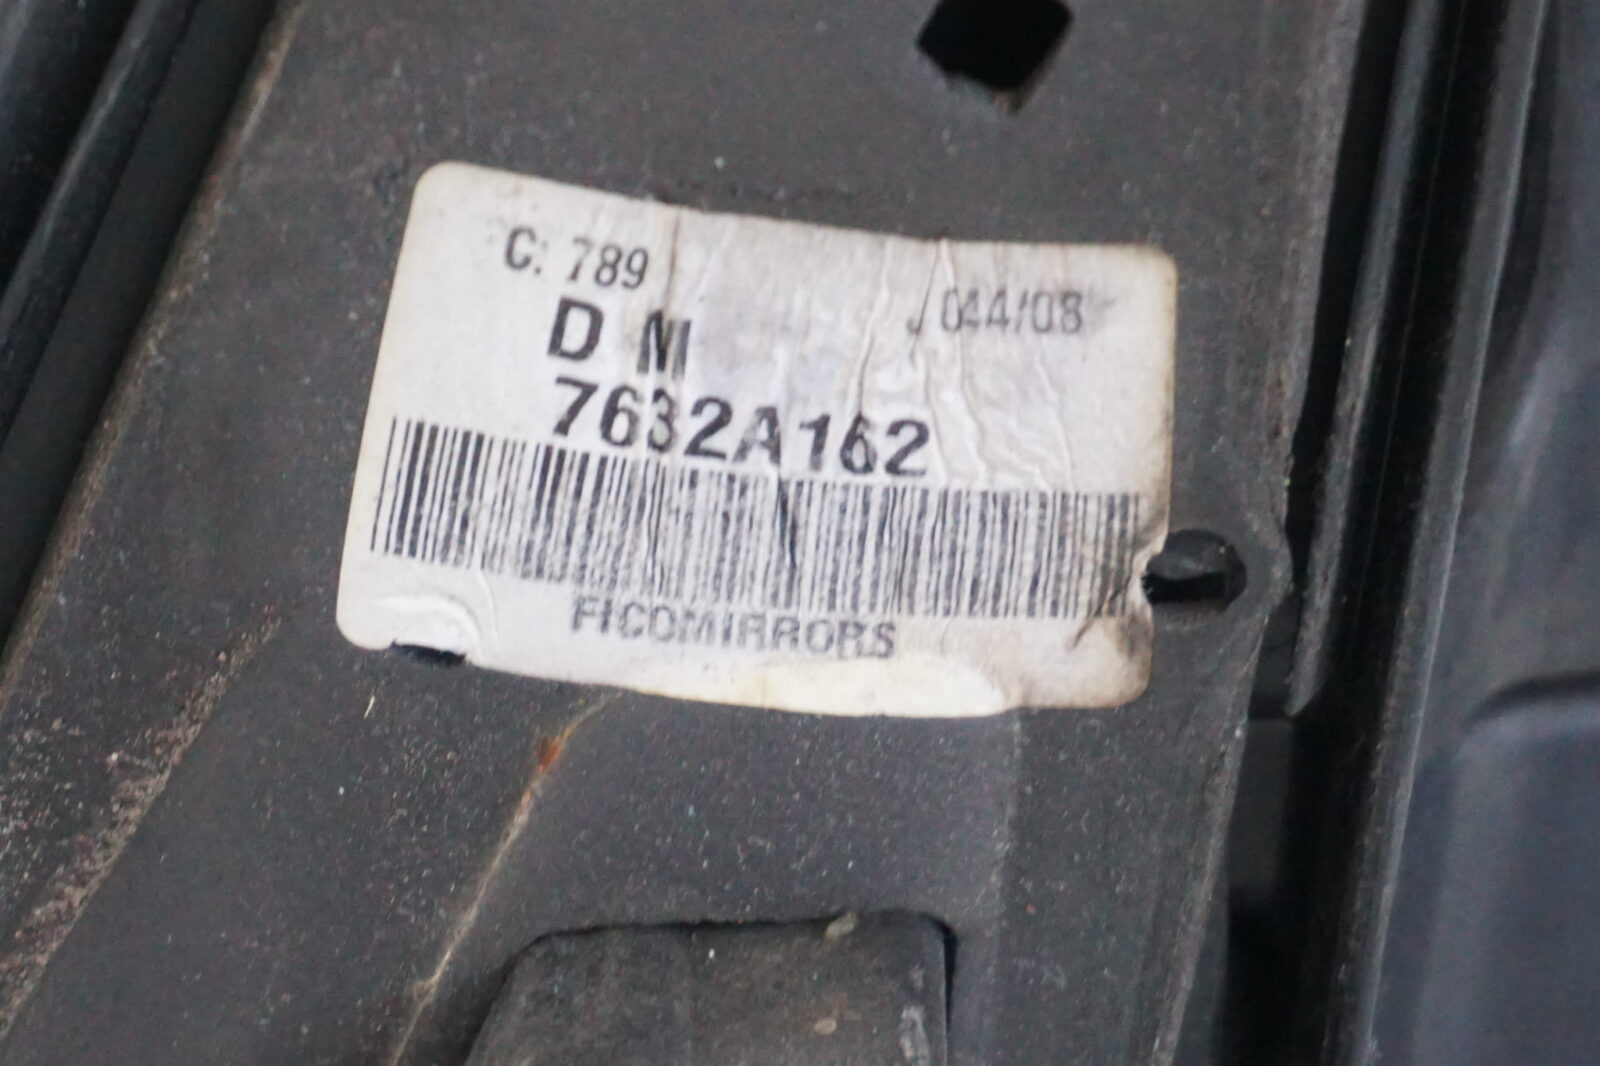 C: 789
044/08
D M
7632A162
FICOMIRRORS